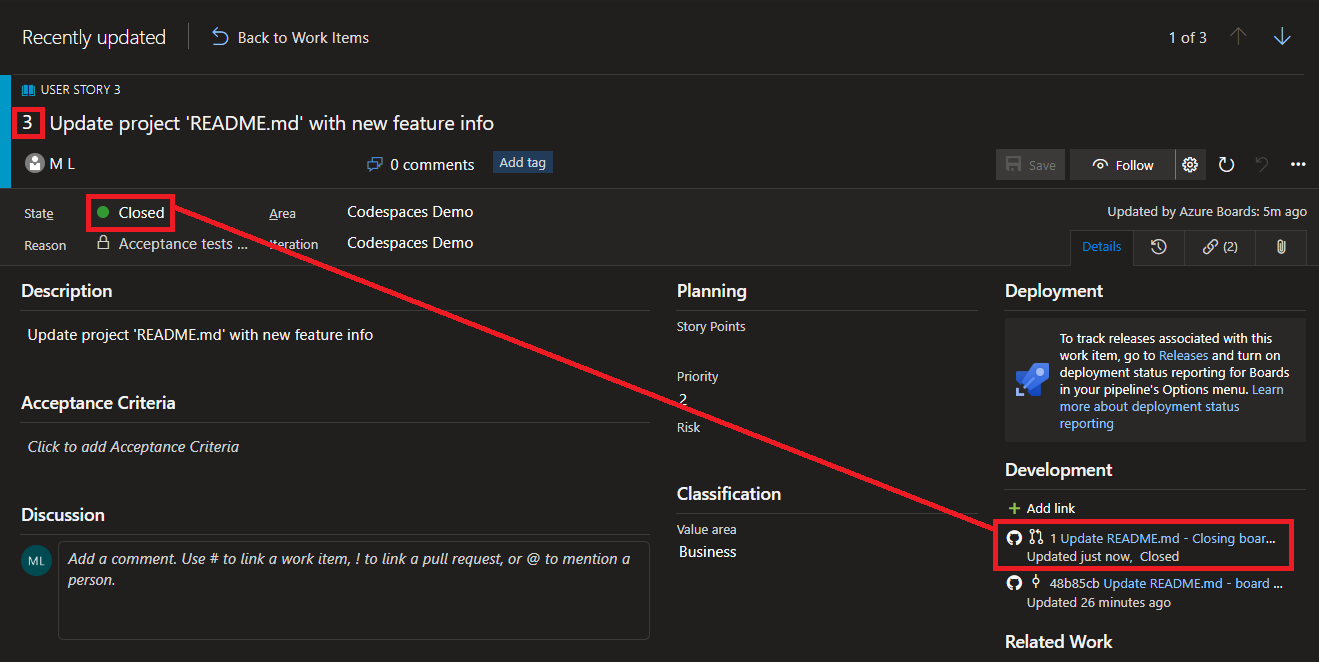 Recently updated
Back to Work Items
1 of 3
USER STORY 3
3 Update project 'README.md' with new feature info
M L
0 comments
Add tag
Save
Follow
State
Closed
Area
Codespaces Demo
Updated by Azure Boards: 5m ago
Reason
Acceptance tests ...
Iteration
Codespaces Demo
Details
(2)
Description
Update project 'README.md' with new feature info
Acceptance Criteria
Click to add Acceptance Criteria
Discussion
ML
Add a comment. Use # to link a work item, ! to link a pull request, or @ to mention a
person.
Planning
Story Points
Priority
2
Risk
Classification
Value area
Business
Deployment
To track releases associated with this
work item, go to Releases and turn on
deployment status reporting for Boards
in your pipeline's Options menu. Learn
more about deployment status
reporting
Development
Add link
1 Update README.md - Closing boar...
Updated just now, Closed
48b85cb Update README.md - board ...
Updated 26 minutes ago
Related Work